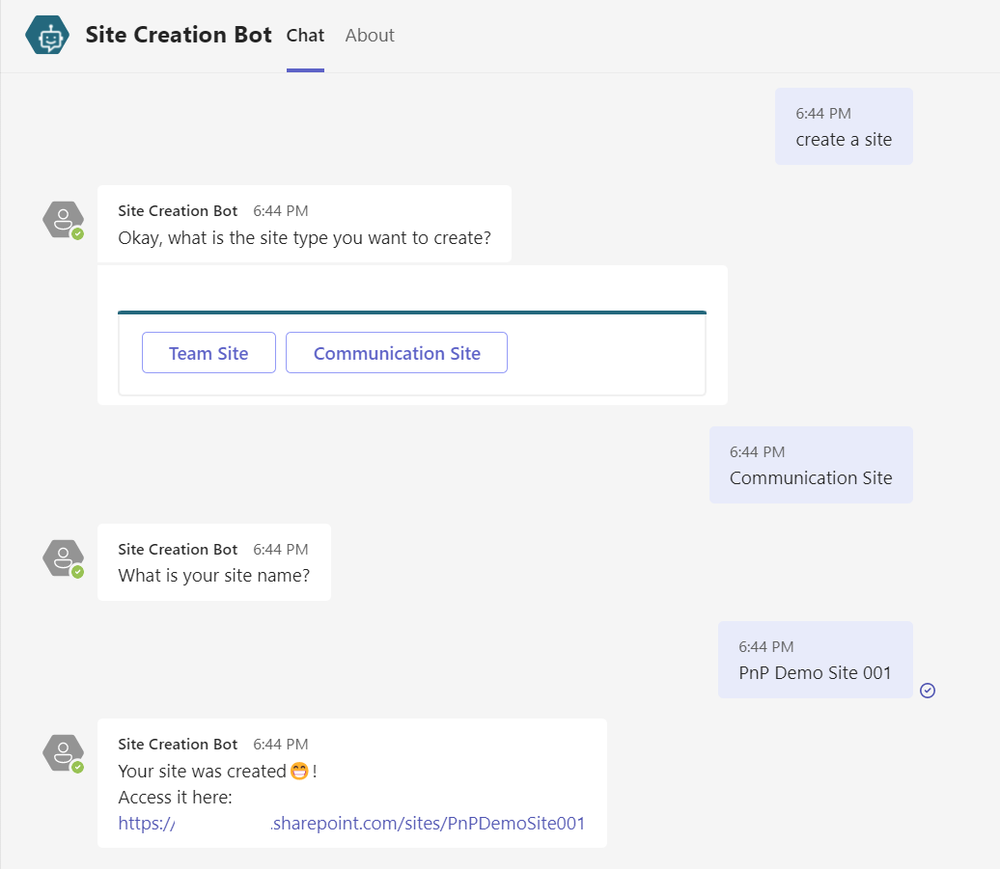 Site Creation Bot Chat About
6:44 PM
create a site
Site Creation Bot 6:44 PM
Okay, what is the site type you want to create?
Team Site Communication Site
6:44 PM
Communication Site
Site Creation Bot 6:44 PM
What is your site name?
6:44 PM
PnP Demo Site 001
Site Creation Bot 6:44 PM
Your site was created😁!
Access it here:
https:// .sharepoint.com/sites/PnPDemoSite001